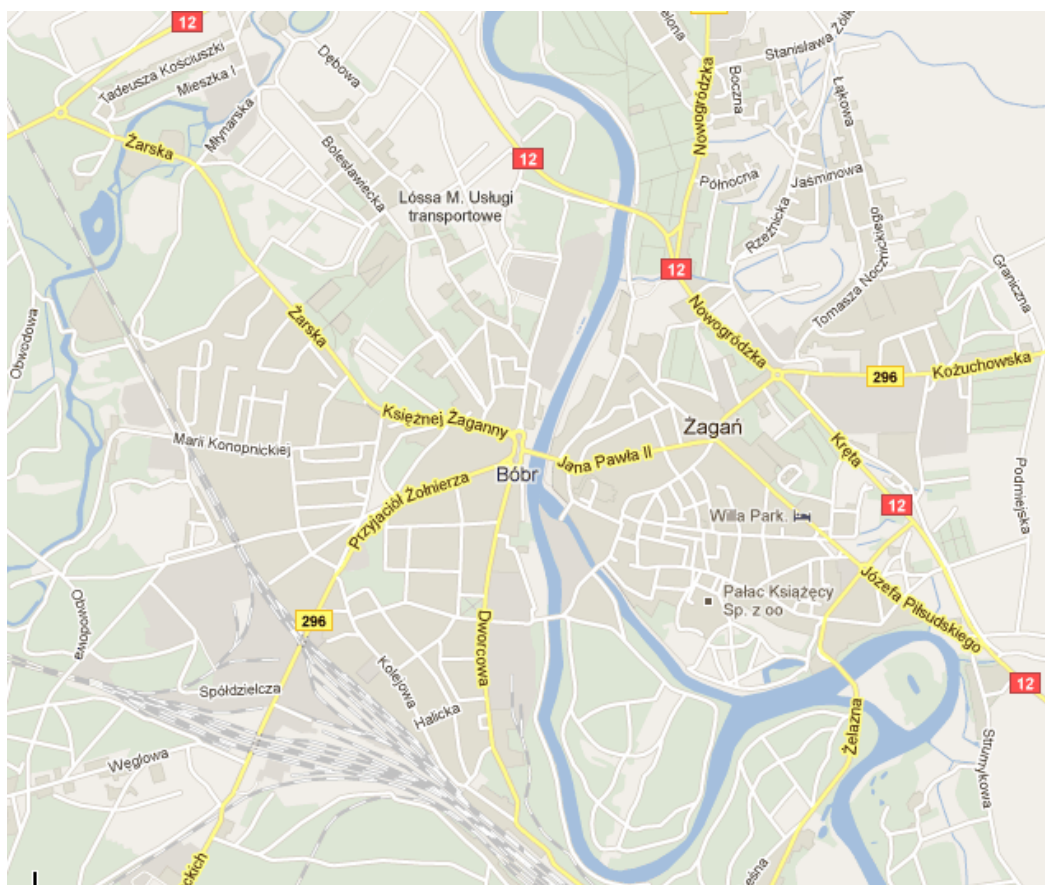 12
Tadeusza Kościuszki
Mieszka I
Dębowa
Stanisława
Boczna
Łąkowa
Nowogródzka
Młynarska
Żarska
Bolesławiecka
12
Północna
Jaśminowa
Lóssa M. Usługi
transportowe
Rzeźnicka
Tomasza Nocznickiego
Graniczna
12
Obwodowa
Żarska
Nowogródzka
296
Kożuchowska
Księżnej Żaganny
Żagań
Marii Konopnickiej
Jana Pawła II
Kręta
Bóbr
Przyjaciół Żołnierza
Podmiejska
12
Willa Park.
Józefa Piłsudskiego
Pałac Książęcy
Sp. z oo
Obwodowa
296
Dworcowa
Kolejowa
Spółdzielcza
Halicka
12
Żelazna
Strumykowa
Węglowa